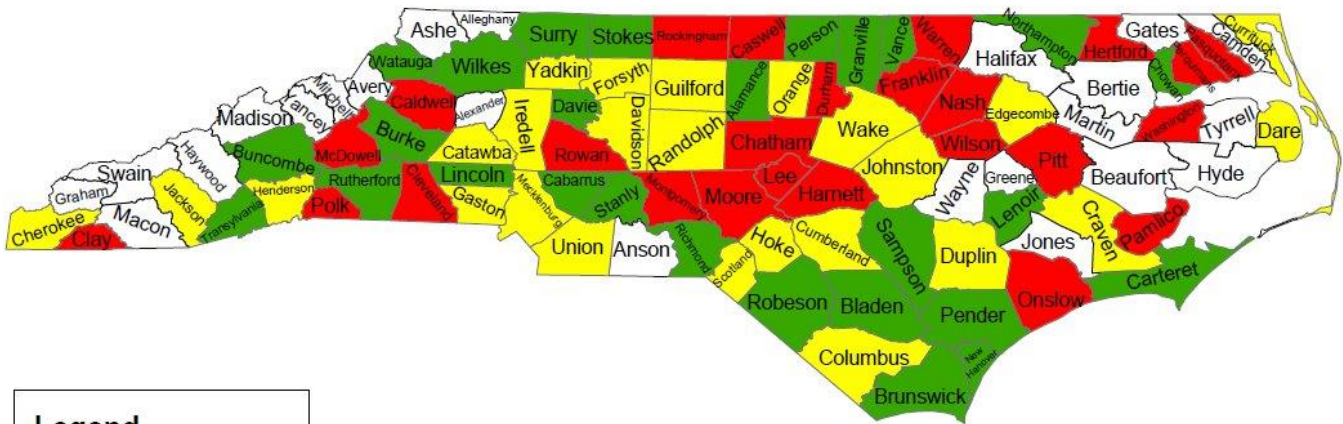 Ashe
Alleghany
Surry
Stokes
Rockingham
Caswell
Person
Granville
Vance
Warren
Northampton
Hertford
Gates
Pasquotank
Perquimans
Camden
Currituck
Watauga
Wilkes
Yadkin
Forsyth
Guilford
Alamance
Orange
Durham
Franklin
Halifax
Bertie
Chowan
Mitchell
Avery
Yancey
Caldwell
Alexander
Iredell
Davie
Davidson
Randolph
Chatham
Wake
Nash
Edgecombe
Martin
Washington
Tyrrell
Dare
Madison
Haywood
Buncombe
McDowell
Burke
Catawba
Rowan
Johnston
Wilson
Pitt
Beaufort
Hyde
Swain
Graham
Cherokee
Clay
Macon
Jackson
Transylvania
Henderson
Polk
Rutherford
Cleveland
Lincoln
Gaston
Mecklenburg
Cabarrus
Stanly
Montgomery
Moore
Lee
Harnett
Wayne
Greene
Lenoir
Craven
Pamlico
Union
Anson
Richmond
Scotland
Hoke
Cumberland
Sampson
Duplin
Jones
Onslow
Carteret
Robeson
Bladen
Pender
Columbus
New
Hanover
Brunswick